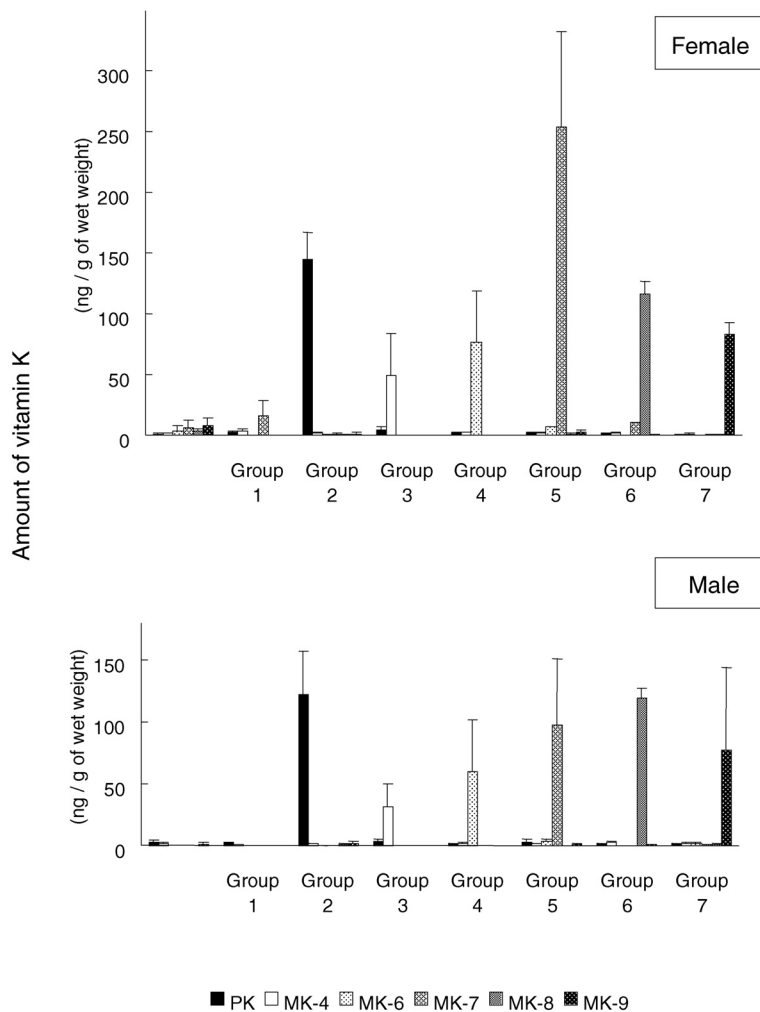 Female
300
250
200
150
100
50
0
(ng / g of wet weight)
Group Group Group Group Group Group Group
1 2 3 4 5 6 7
Amount of vitamin K
Male
150
100
50
0
(ng / g of wet weight)
Group Group Group Group Group Group Group
1 2 3 4 5 6 7
PK MK-4 MK-6 MK-7 MK-8 MK-9